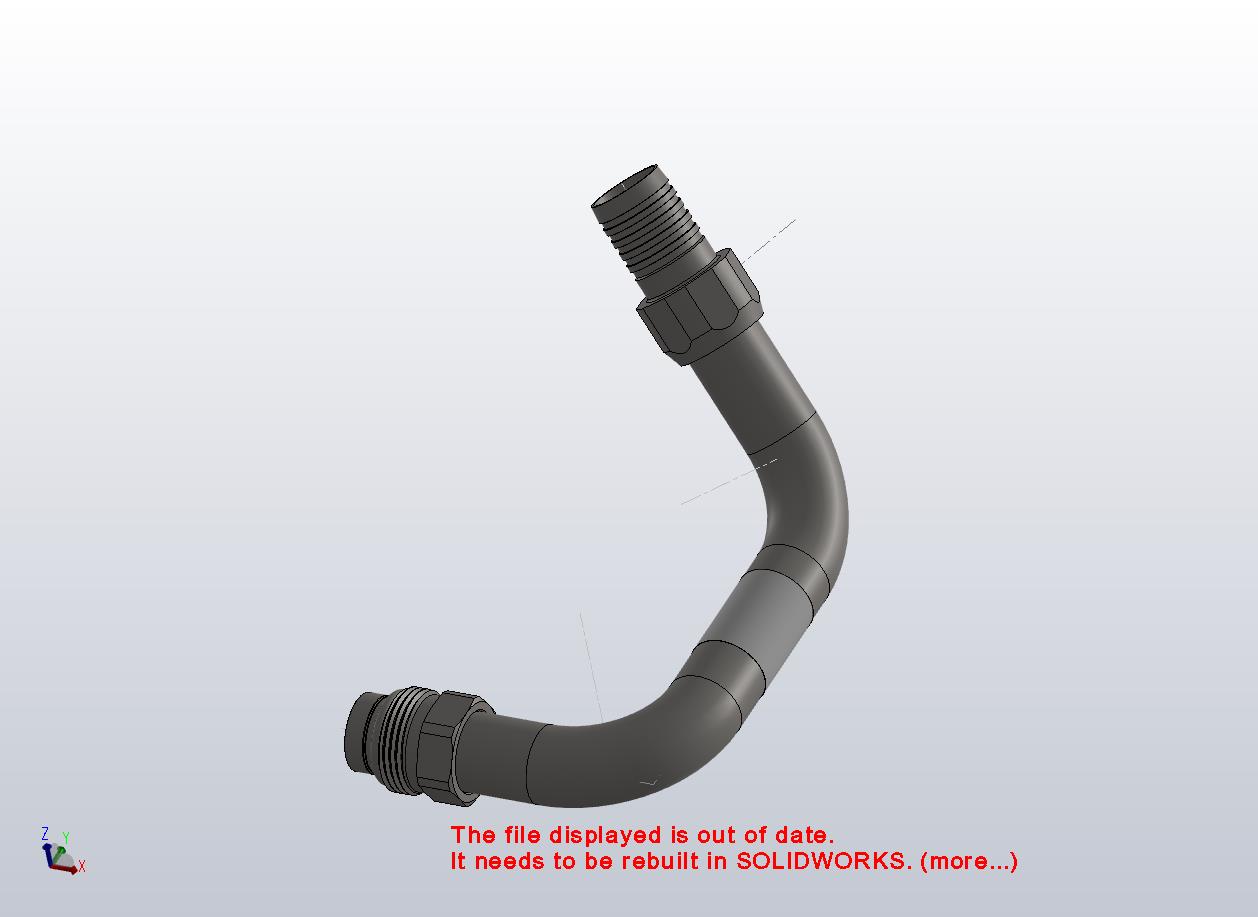 The file displayed is out of date.
It needs to be rebuilt in SOLIDWORKS. (more...)
Z
Y
X